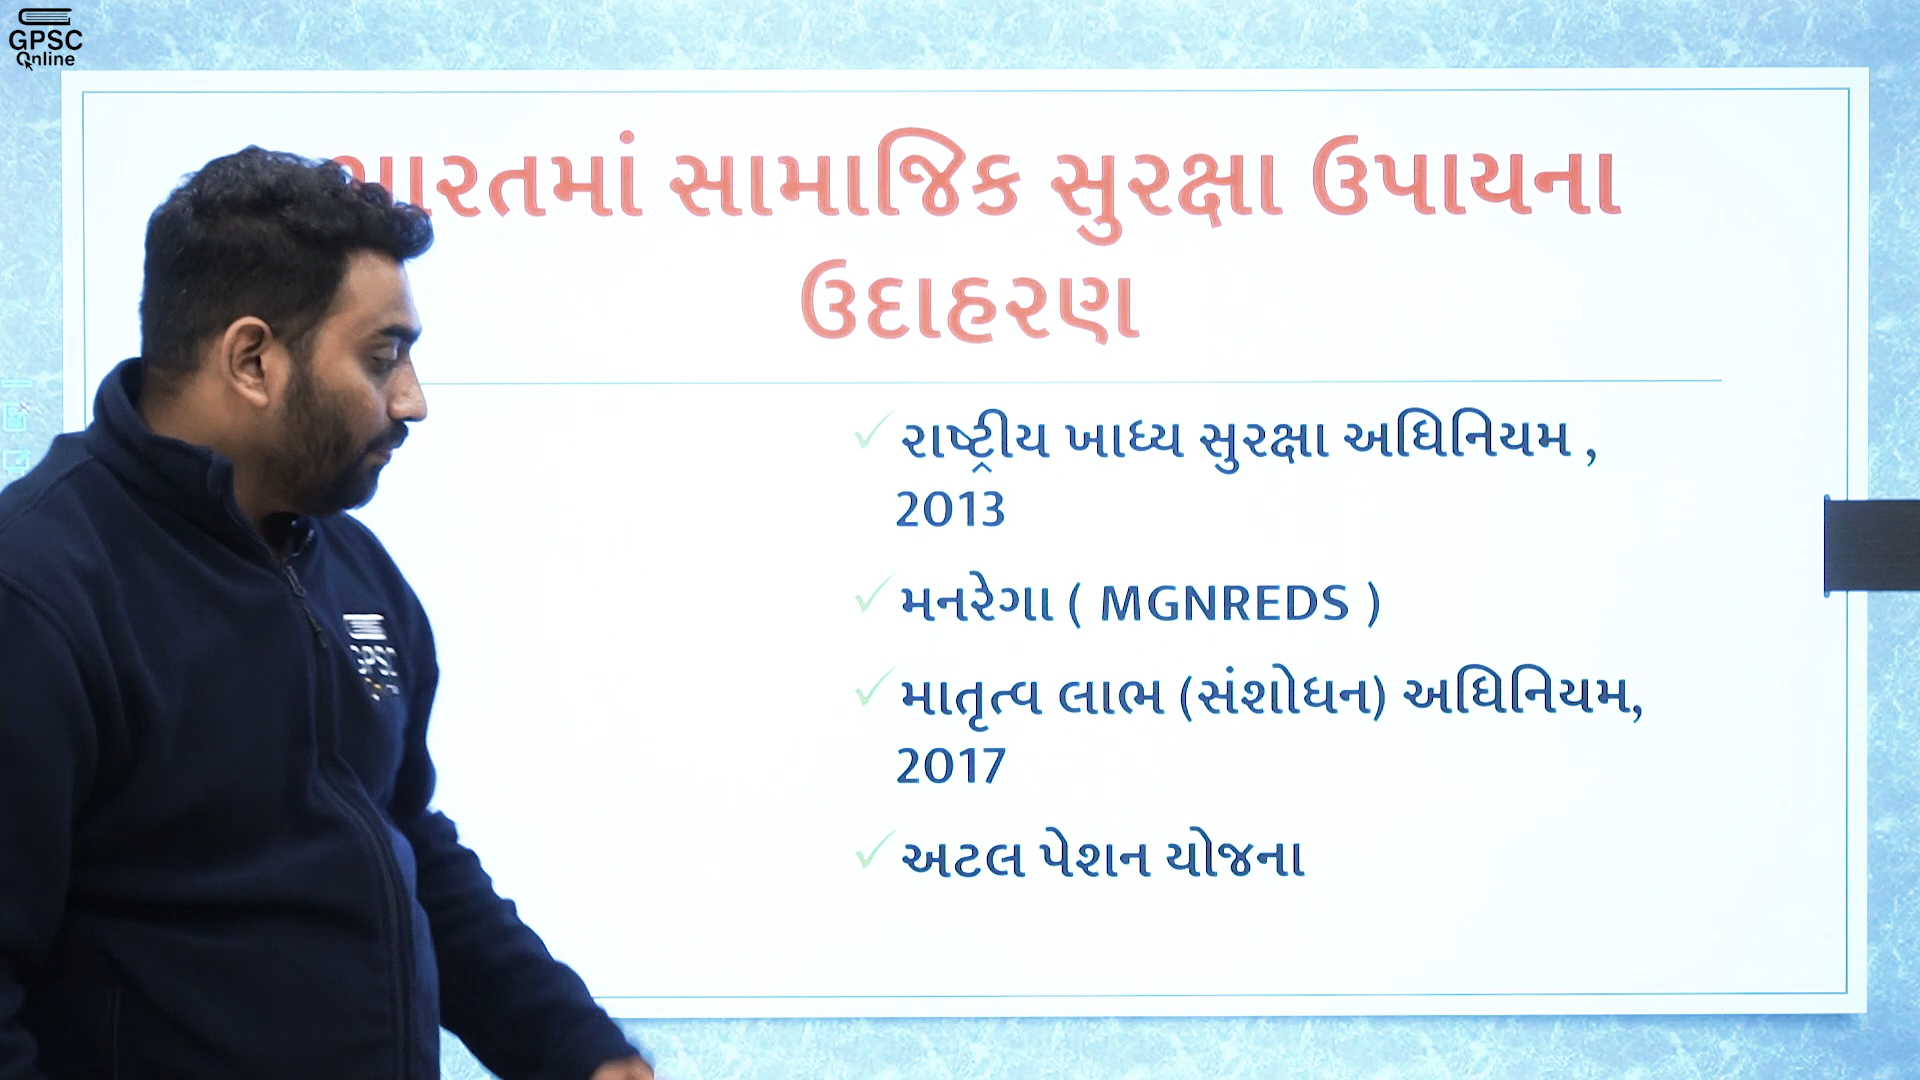 GPSC
Online
સામાજિક સુરક્ષા ઉપાયના
ઉદાહરણ
રાષ્ટ્રીય ખાધ્ય સુરક્ષા અધિનિયમ ,
2013
મનરેગા ( MGNREDS )
માતૃત્વ લાભ (સંશોધન) અધિનિયમ,
2017
અટલ પેશન યોજના